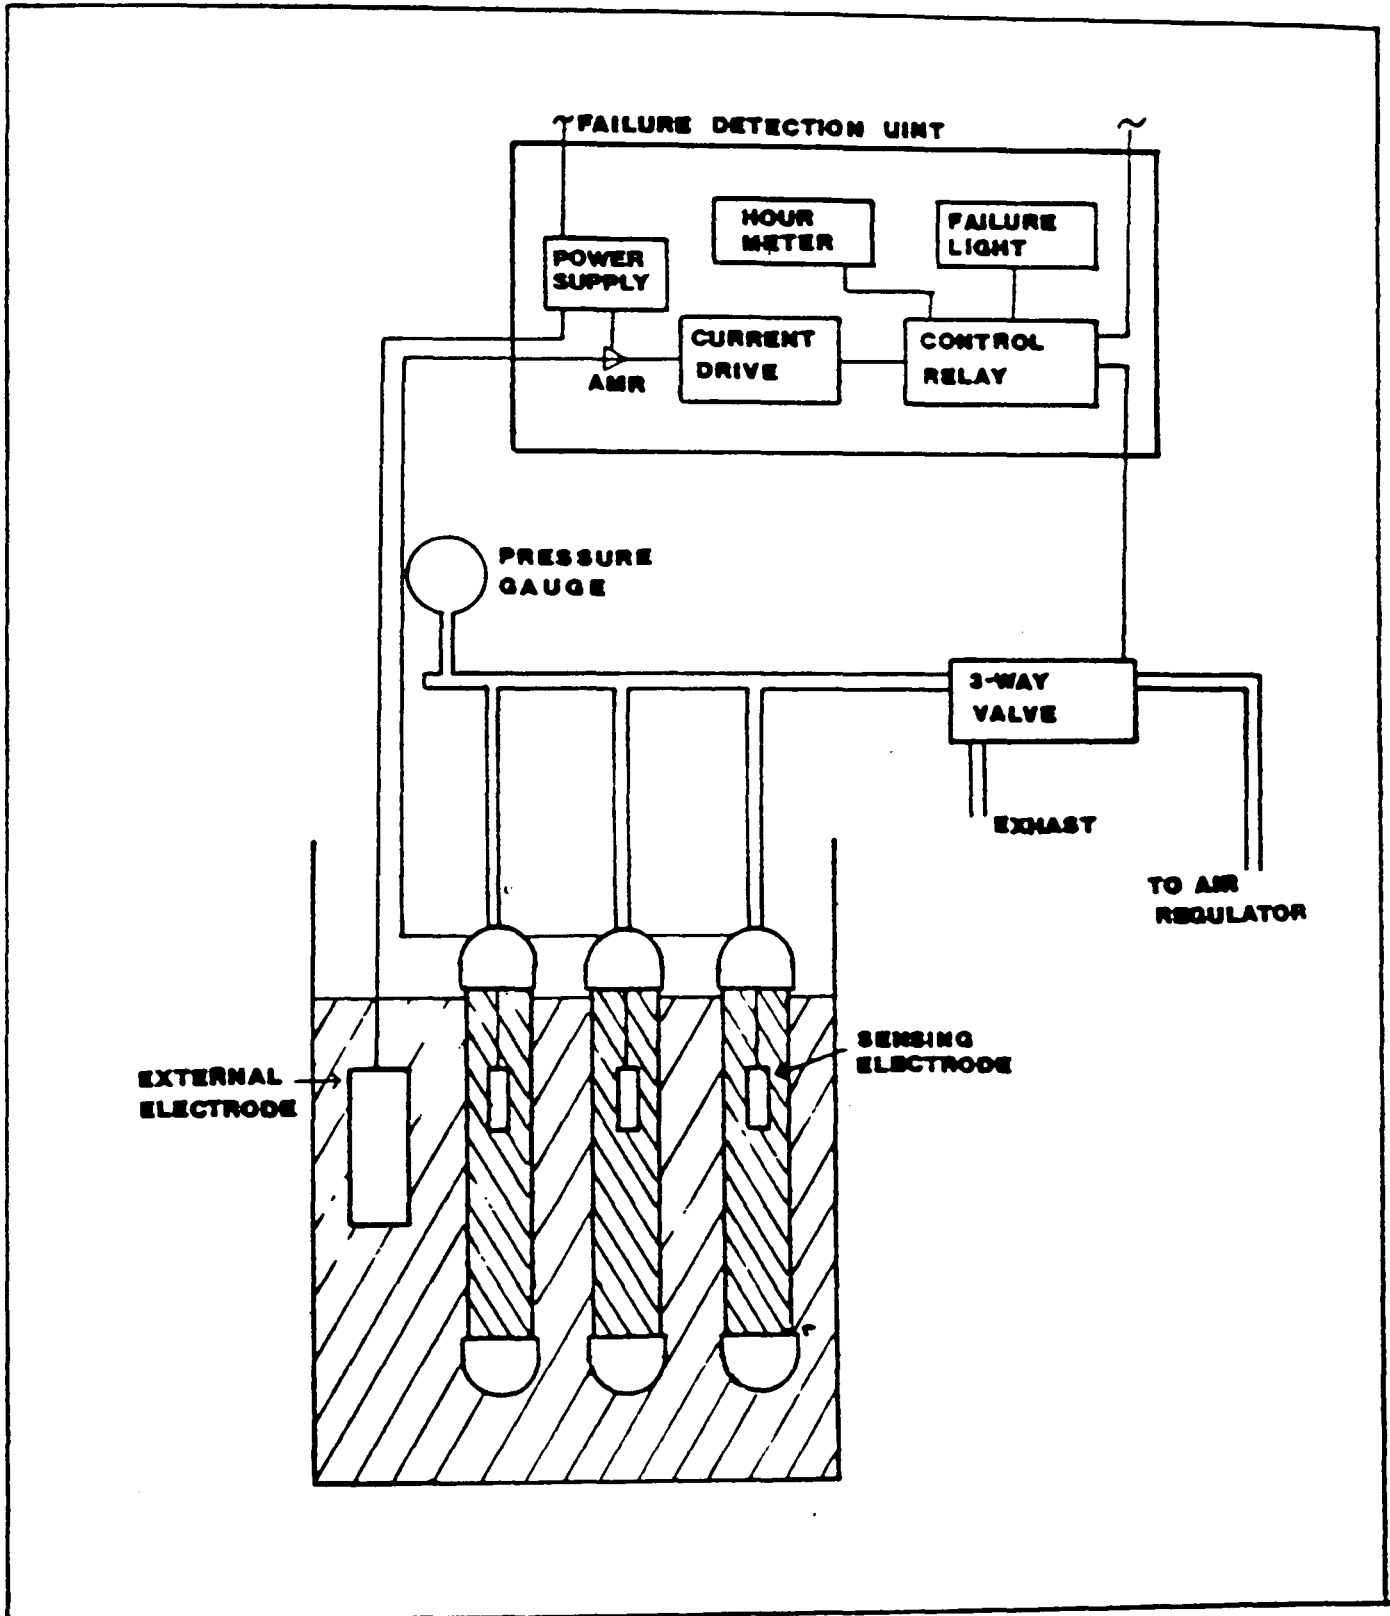 ~FAILURE DETECTION UINT ~
HOUR
METER
FAILURE
LIGHT
POWER
SUPPLY
CURRENT
DRIVE
CONTROL
RELAY
AMR
PRESSURE
GAUGE
3-WAY
VALVE
EXHAST
TO AIR
REGULATOR
SENSING
ELECTRODE
EXTERNAL
ELECTRODE